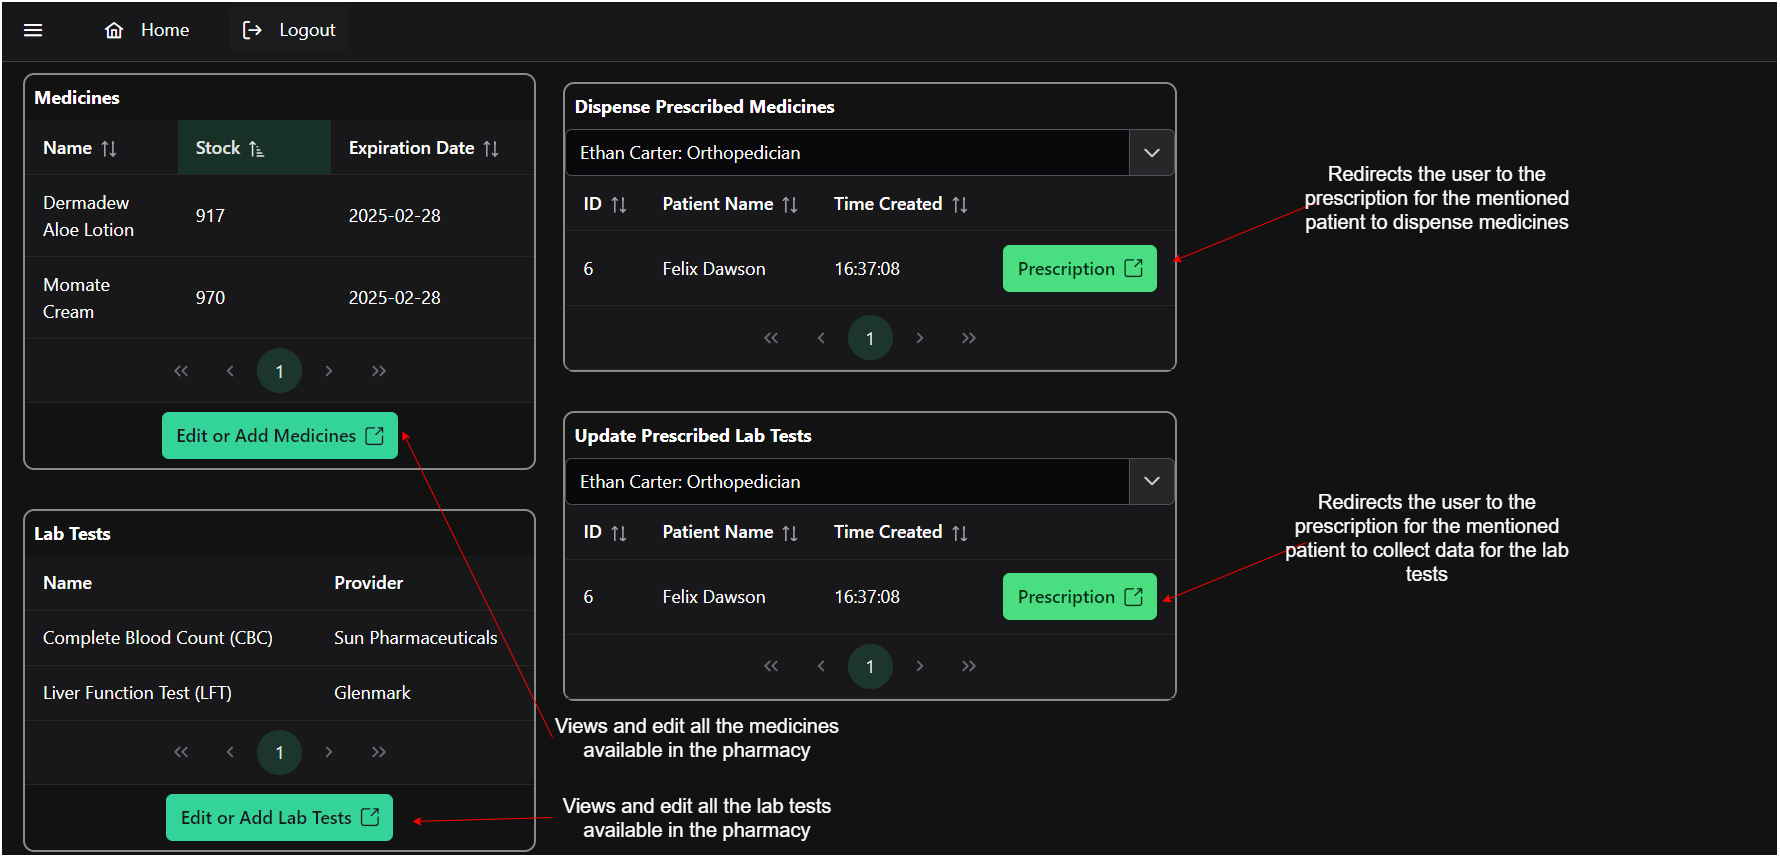 Home
Logout
Medicines
Name
Stock
Expiration Date
Dermadew
Aloe Lotion
917
2025-02-28
Momate
Cream
970
2025-02-28
1
Edit or Add Medicines
Lab Tests
Name
Provider
Complete Blood Count (CBC)
Sun Pharmaceuticals
Liver Function Test (LFT)
Glenmark
1
Edit or Add Lab Tests
Dispense Prescribed Medicines
Ethan Carter: Orthopedician
ID
Patient Name
Time Created
6
Felix Dawson
16:37:08
Prescription
1
Update Prescribed Lab Tests
Ethan Carter: Orthopedician
ID
Patient Name
Time Created
6
Felix Dawson
16:37:08
Prescription
1
Views and edit all the medicines
available in the pharmacy
Views and edit all the lab tests
available in the pharmacy
Redirects the user to the
prescription for the mentioned
patient to dispense medicines
Redirects the user to the
prescription for the mentioned
patient to collect data for the lab
tests